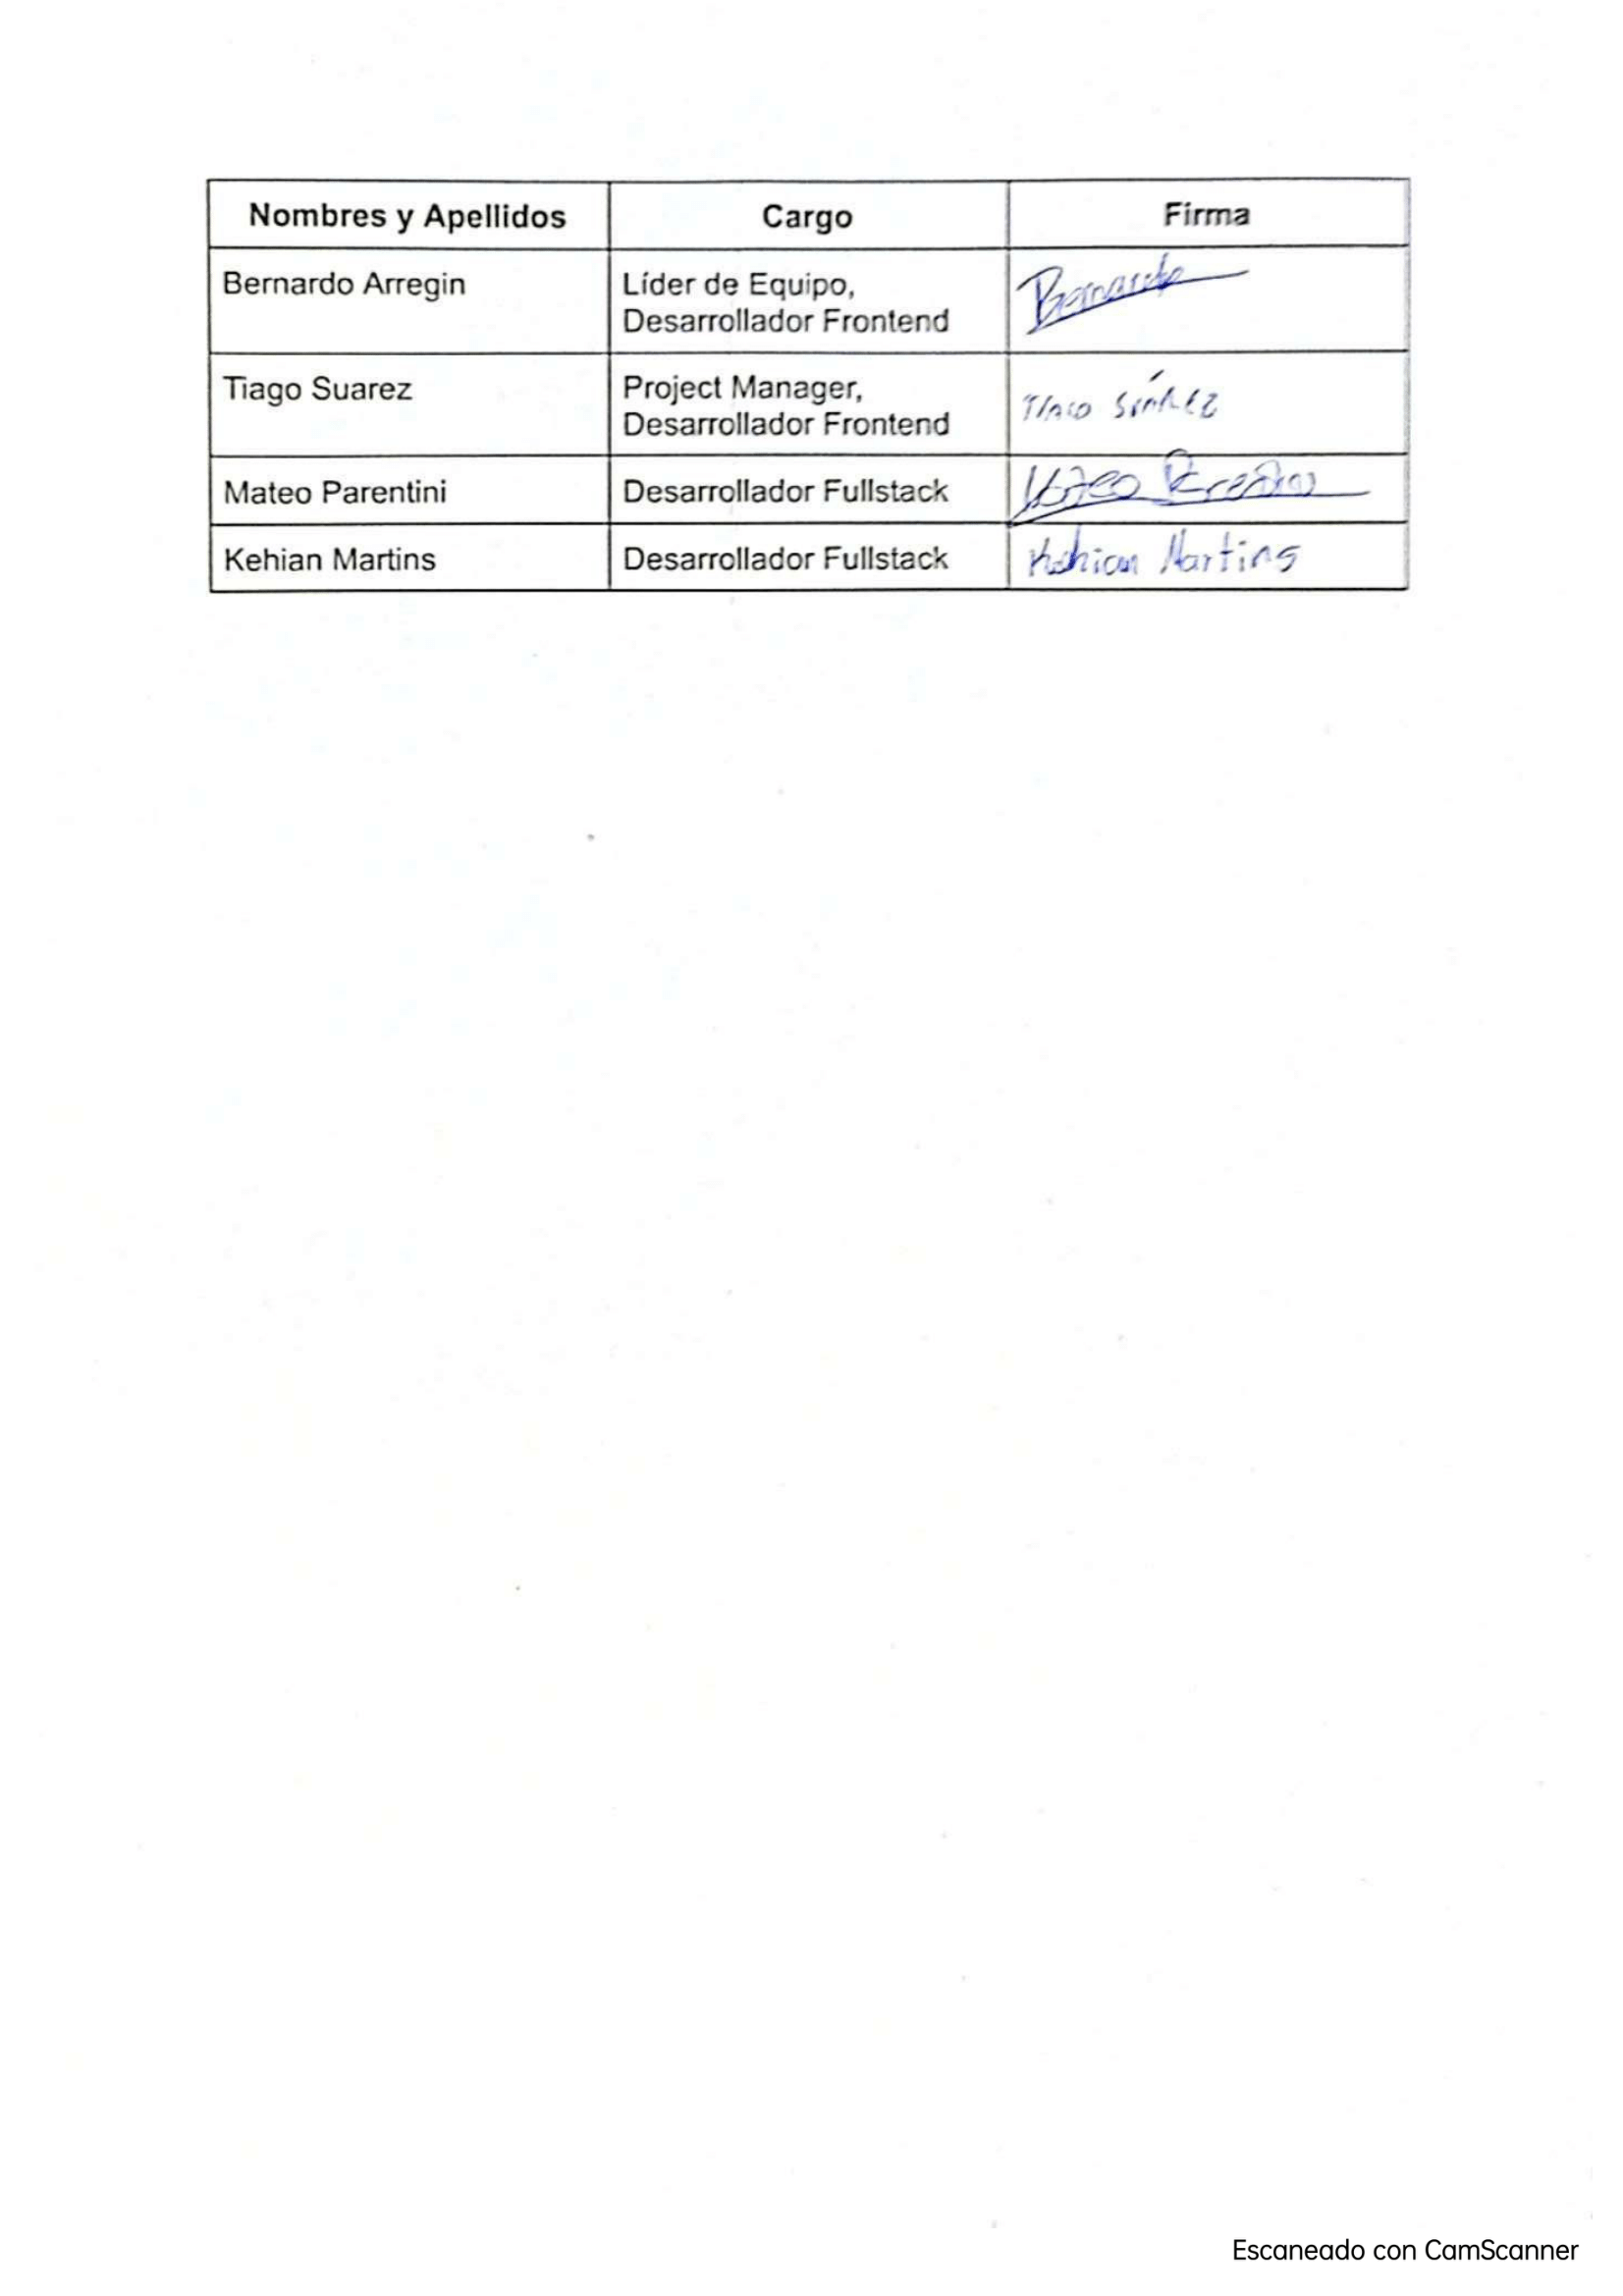 Nombres y Apellidos Cargo Firma
Bernardo Arregin Líder de Equipo, Bernardo
Desarrollador Frontend
Tiago Suarez Project Manager, Tiago Suárez
Desarrollador Frontend
Mateo Parentini Desarrollador Fullstack Mateo
Kehian Martins Desarrollador Fullstack Kehian Martins
Escaneado con CamScanner